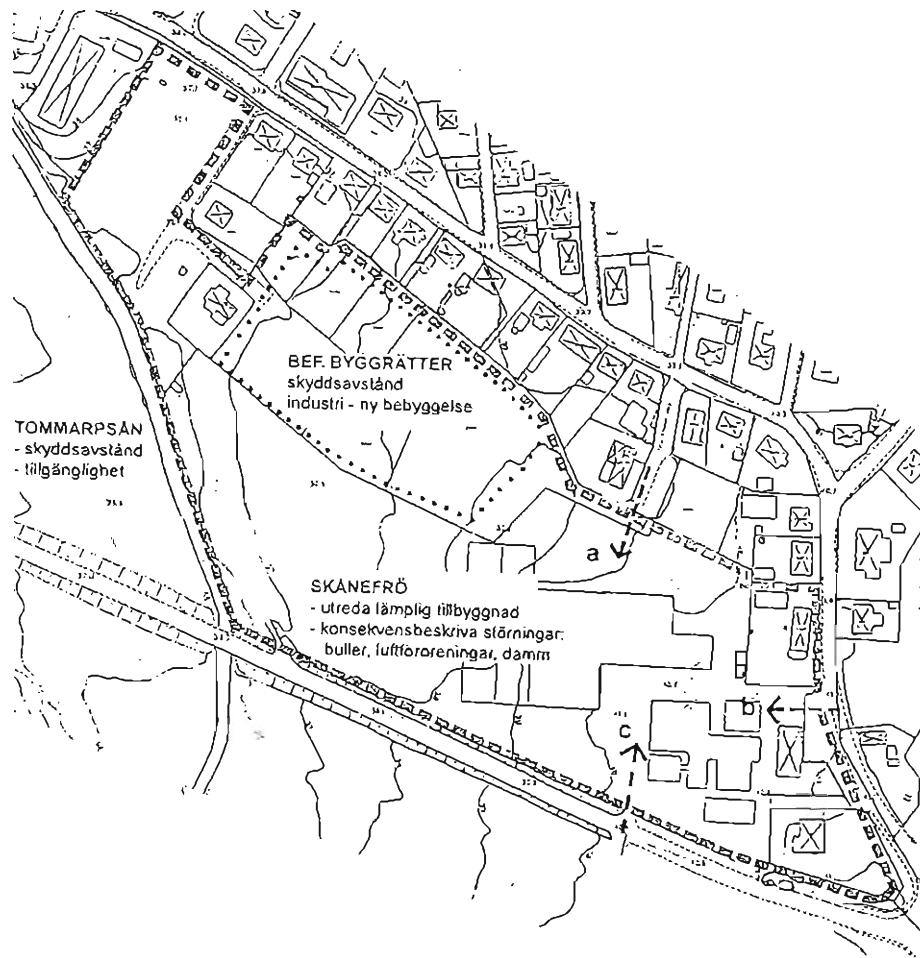 BEF. BYGGRÄTTER
skyddsavstånd
industri - ny bebyggelse
TOMMARPSÅN
- skyddsavstånd
- tillgänglighet
SKÅNEFRÖ
- utreda lämplig tillbyggnad
- konsekvensbeskriva störningar:
buller, luftföroreningar, damm
a
b
c